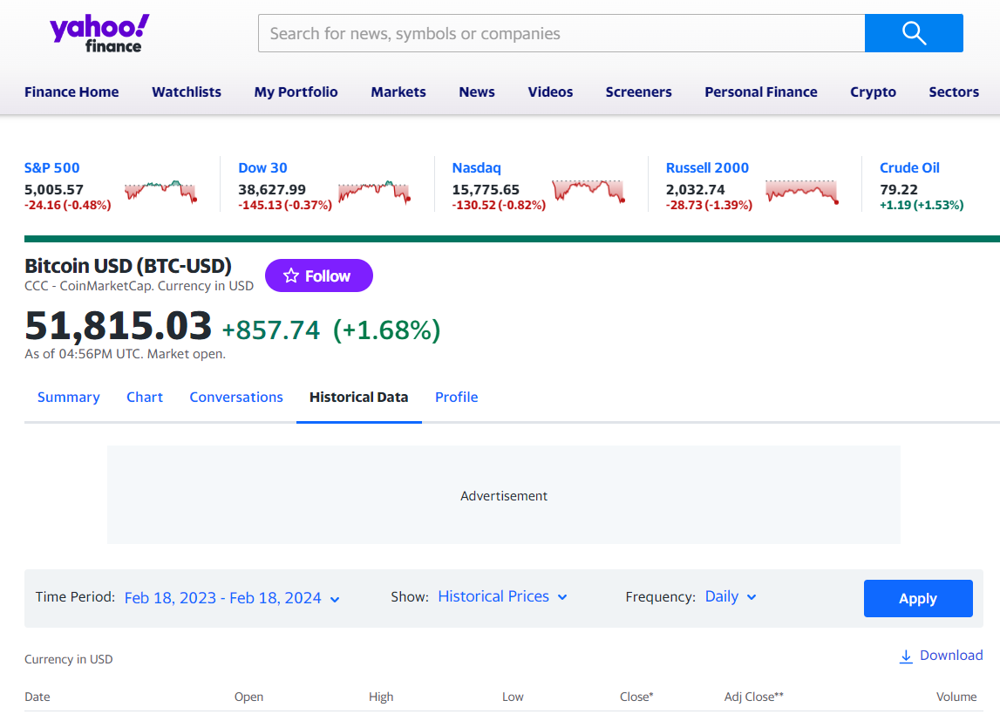 yahoo!
finance
Search for news, symbols or companies
Finance Home Watchlists My Portfolio Markets News Videos Screeners Personal Finance Crypto Sectors
S&P 500 Dow 30 Nasdaq Russell 2000 Crude Oil
5,005.57 38,627.99 15,775.65 2,032.74 79.22
-24.16 (-0.48%) -145.13 (-0.37%) -130.52 (-0.82%) -28.73 (-1.39%) +1.19 (+1.53%)
Bitcoin USD (BTC-USD)
Follow
CCC - CoinMarketCap. Currency in USD
51,815.03 +857.74 (+1.68%)
As of 04:56PM UTC. Market open.
Summary Chart Conversations Historical Data Profile
Advertisement
Time Period: Feb 18, 2023 - Feb 18, 2024 Show: Historical Prices Frequency: Daily Apply
Currency in USD Download
Date Open High Low Close* Adj Close** Volume